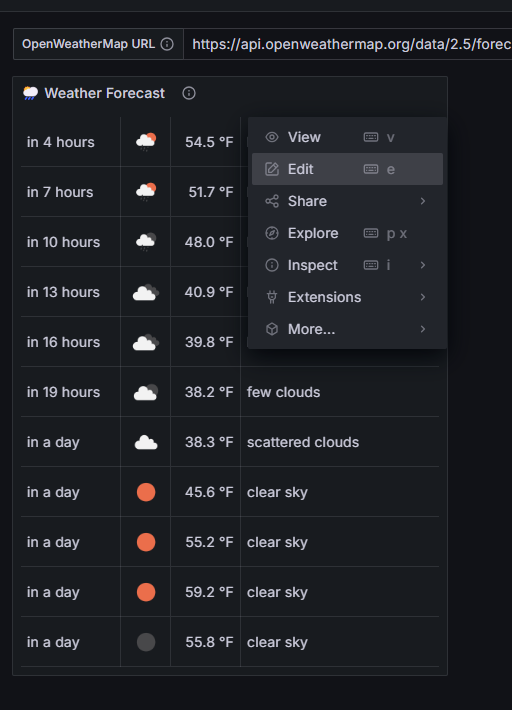 OpenWeatherMap URL https://api.openweathermap.org/data/2.5/forec
Weather Forecast
in 4 hours 54.5 °F
View v
in 7 hours 51.7 °F
Edit e
Share
in 10 hours 48.0 °F
Explore p x
in 13 hours 40.9 °F
Inspect i
Extensions
in 16 hours 39.8 °F
More...
in 19 hours 38.2 °F few clouds
in a day 38.3 °F scattered clouds
in a day 45.6 °F clear sky
in a day 55.2 °F clear sky
in a day 59.2 °F clear sky
in a day 55.8 °F clear sky